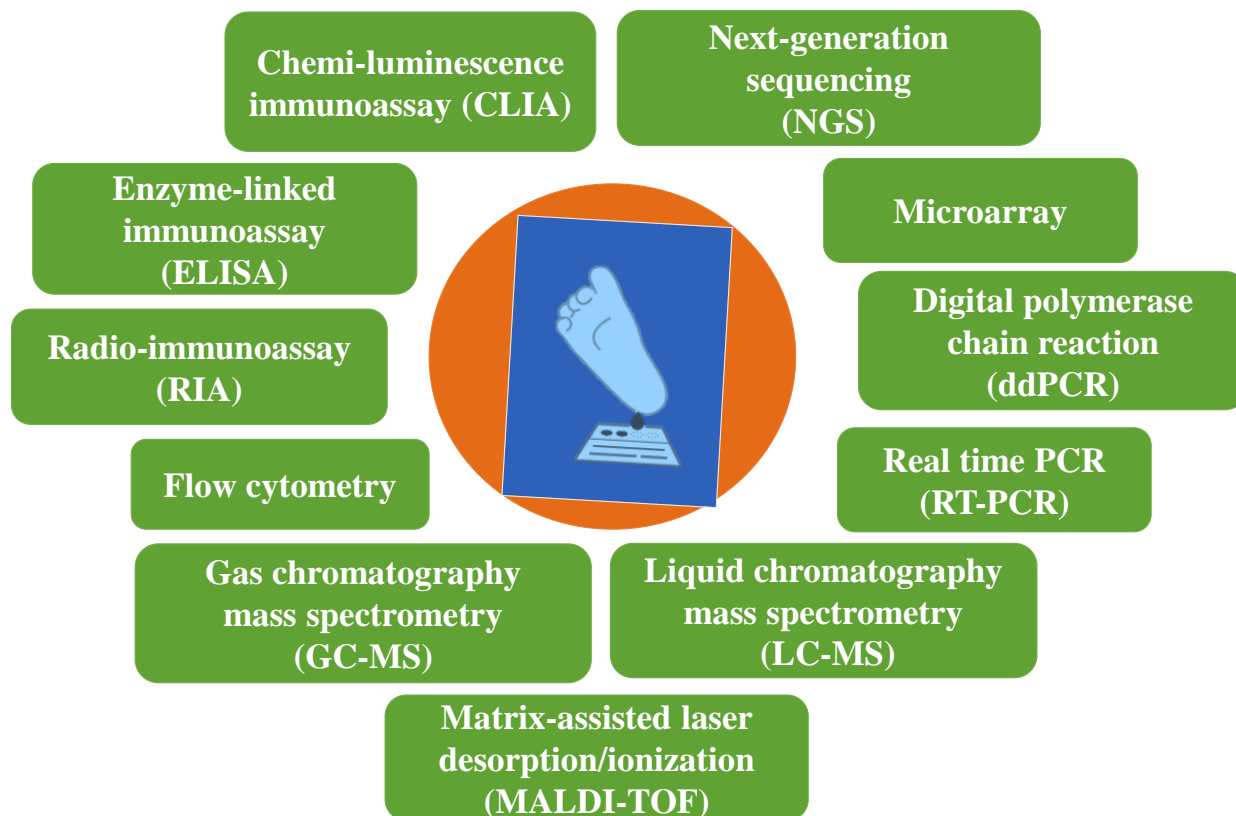 Chemi-luminescence
immunoassay (CLIA)
Next-generation
sequencing
(NGS)
Enzyme-linked
immunoassay
(ELISA)
Microarray
Radio-immunoassay
(RIA)
Digital polymerase
chain reaction
(ddPCR)
Flow cytometry
Real time PCR
(RT-PCR)
Gas chromatography
mass spectrometry
(GC-MS)
Liquid chromatography
mass spectrometry
(LC-MS)
Matrix-assisted laser
desorption/ionization
(MALDI-TOF)